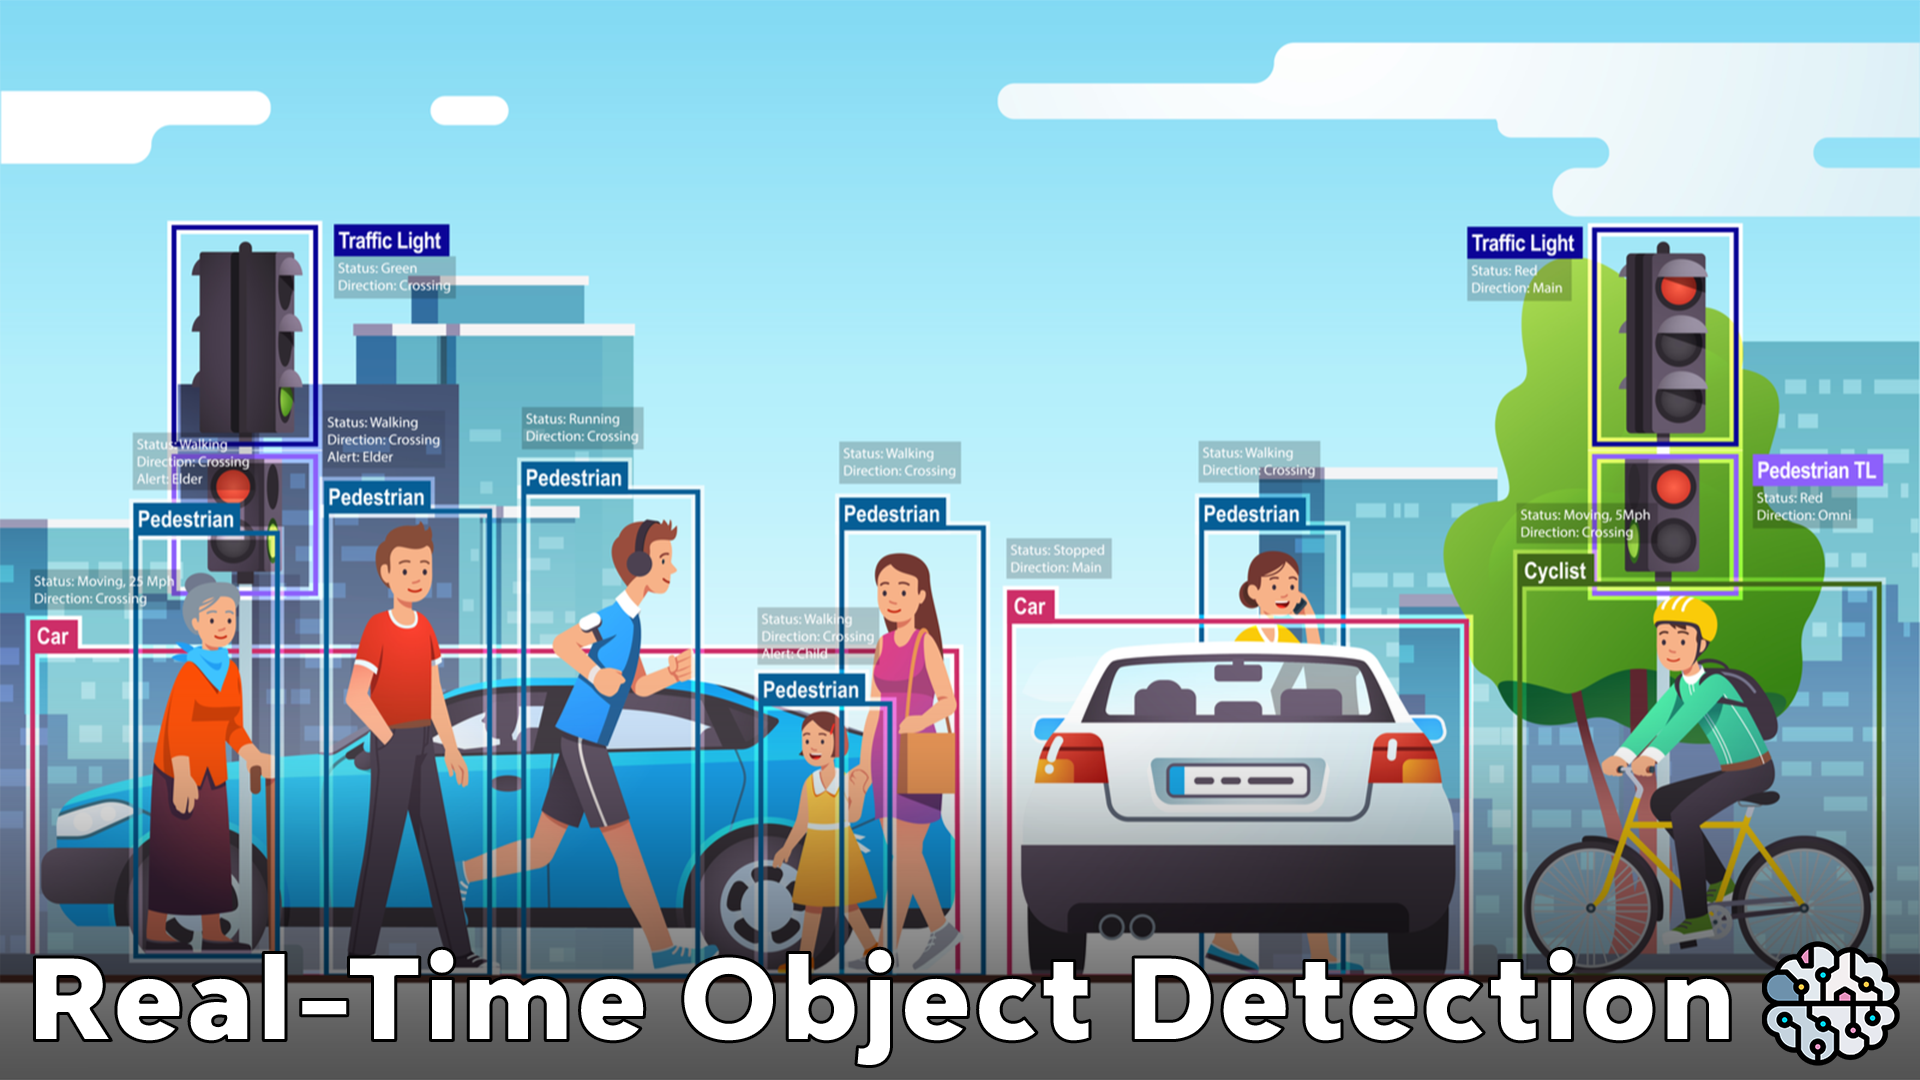 Traffic Light
Status: Green
Direction: Crossing
Traffic Light
Status: Red
Direction: Main
Status: Walking
Direction: Crossing
Alert: Elder
Pedestrian
Status: Walking
Direction: Crossing
Alert: Elder
Pedestrian
Status: Running
Direction: Crossing
Pedestrian
Status: Walking
Direction: Crossing
Pedestrian
Status: Walking
Direction: Crossing
Pedestrian
Pedestrian TL
Status: Red
Direction: Omni
Status: Moving, 5Mph
Direction: Crossing
Cyclist
Status: Stopped
Direction: Main
Car
Status: Moving, 25 Mph
Direction: Crossing
Car
Status: Walking
Direction: Crossing
Alert: Child
Pedestrian
Real-Time Object Detection